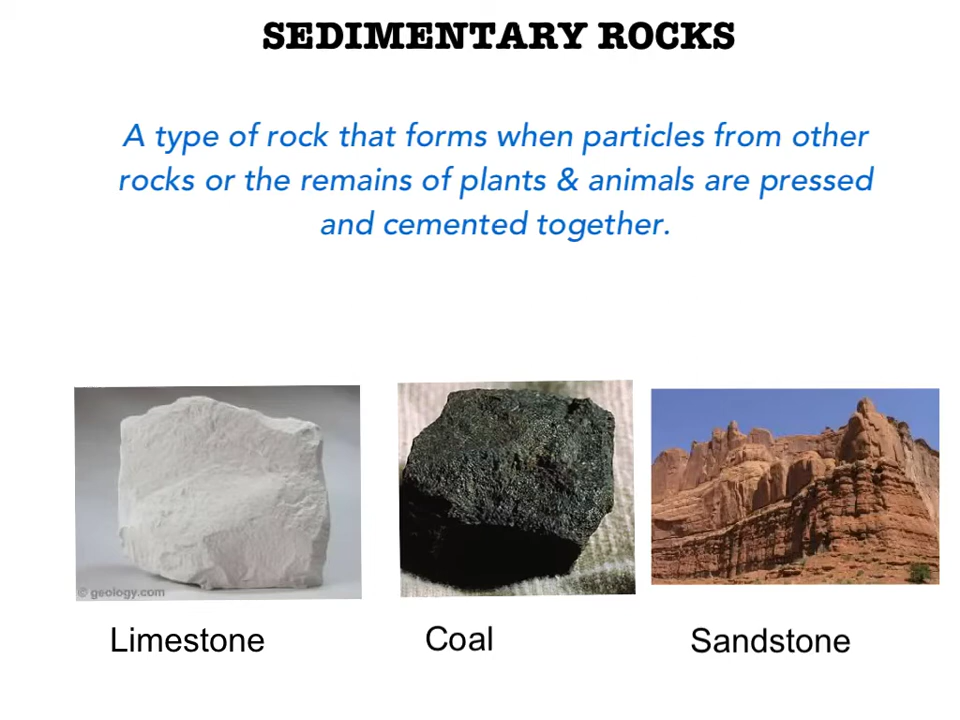 SEDIMENTARY ROCKS
A type of rock that forms when particles from other
rocks or the remains of plants & animals are pressed
and cemented together.
© geology.com
Limestone
Coal
Sandstone